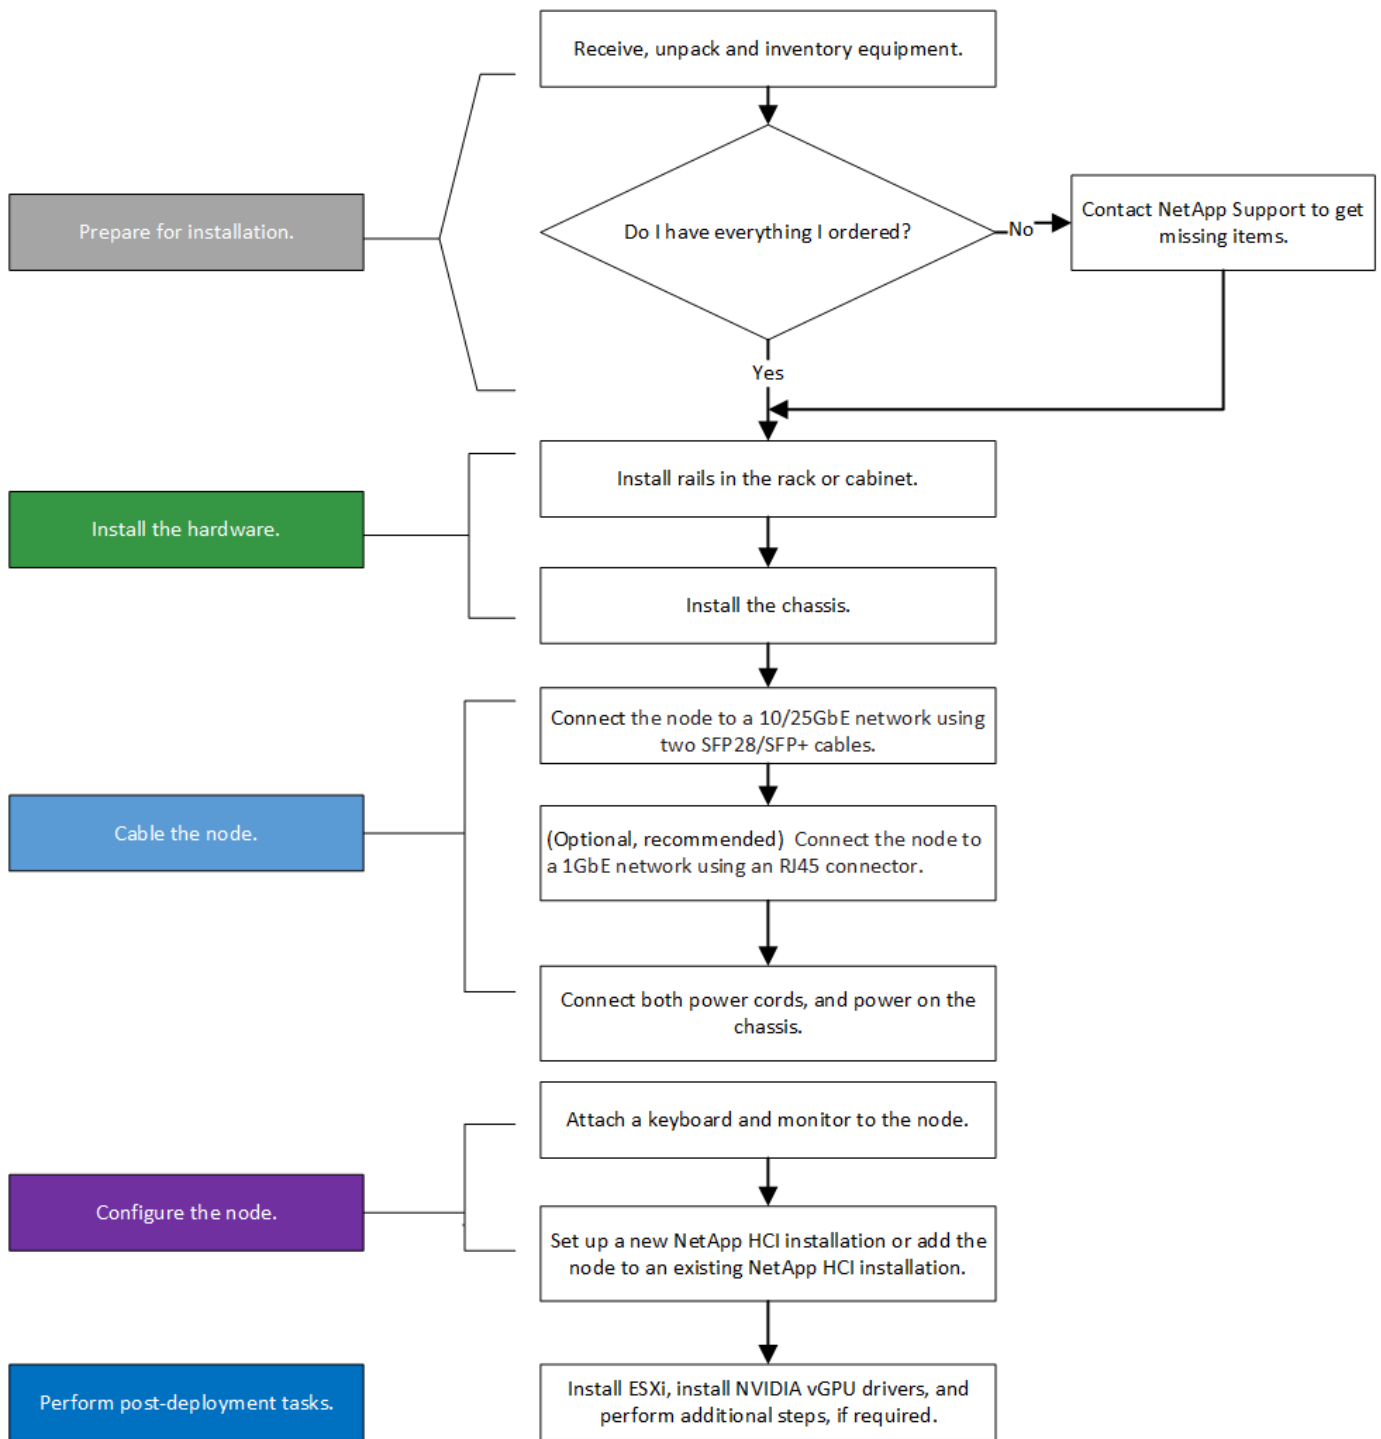 Receive, unpack and inventory equipment.
Prepare for installation.
Do I have everything I ordered?
No
Contact NetApp Support to get
missing items.
Yes
Install the hardware.
Install rails in the rack or cabinet.
Install the chassis.
Cable the node.
Connect the node to a 10/25GbE network using
two SFP28/SFP+ cables.
(Optional, recommended) Connect the node to
a 1GbE network using an RJ45 connector.
Connect both power cords, and power on the
chassis.
Configure the node.
Attach a keyboard and monitor to the node.
Set up a new NetApp HCI installation or add the
node to an existing NetApp HCI installation.
Perform post-deployment tasks.
Install ESXi, install NVIDIA vGPU drivers, and
perform additional steps, if required.